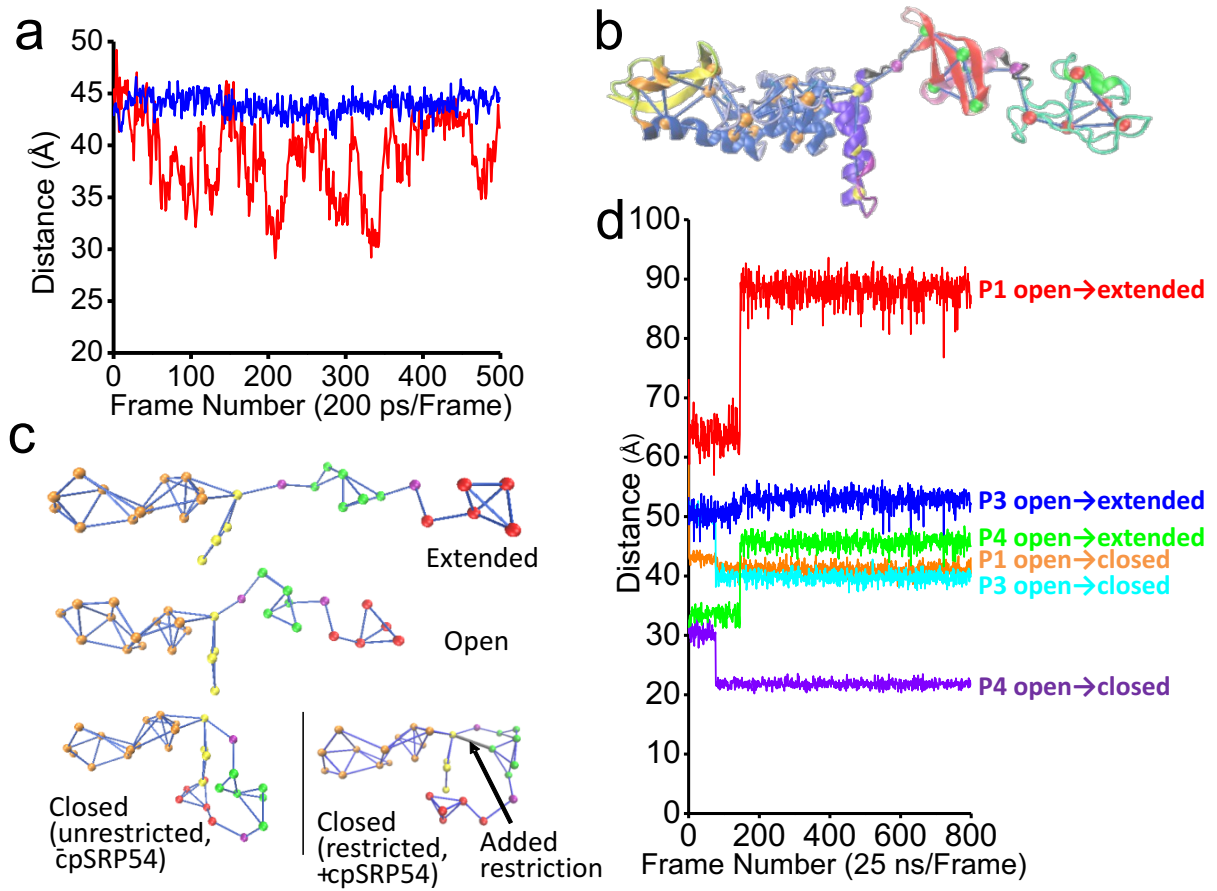 a
Distance (Å)
50
45
40
35
30
25
20
0
100
200
300
400
500
Frame Number (200 ps/Frame)
b
c
Extended
Open
Closed
(unrestricted,
-cpSRP54)
Closed
(restricted,
+cpSRP54)
Added
restriction
d
Distance (Å)
100
90
80
70
60
50
40
30
20
10
0
0
200
400
600
800
Frame Number (25 ns/Frame)
P1 open→extended
P3 open→extended
P4 open→extended
P1 open→closed
P3 open→closed
P4 open→closed